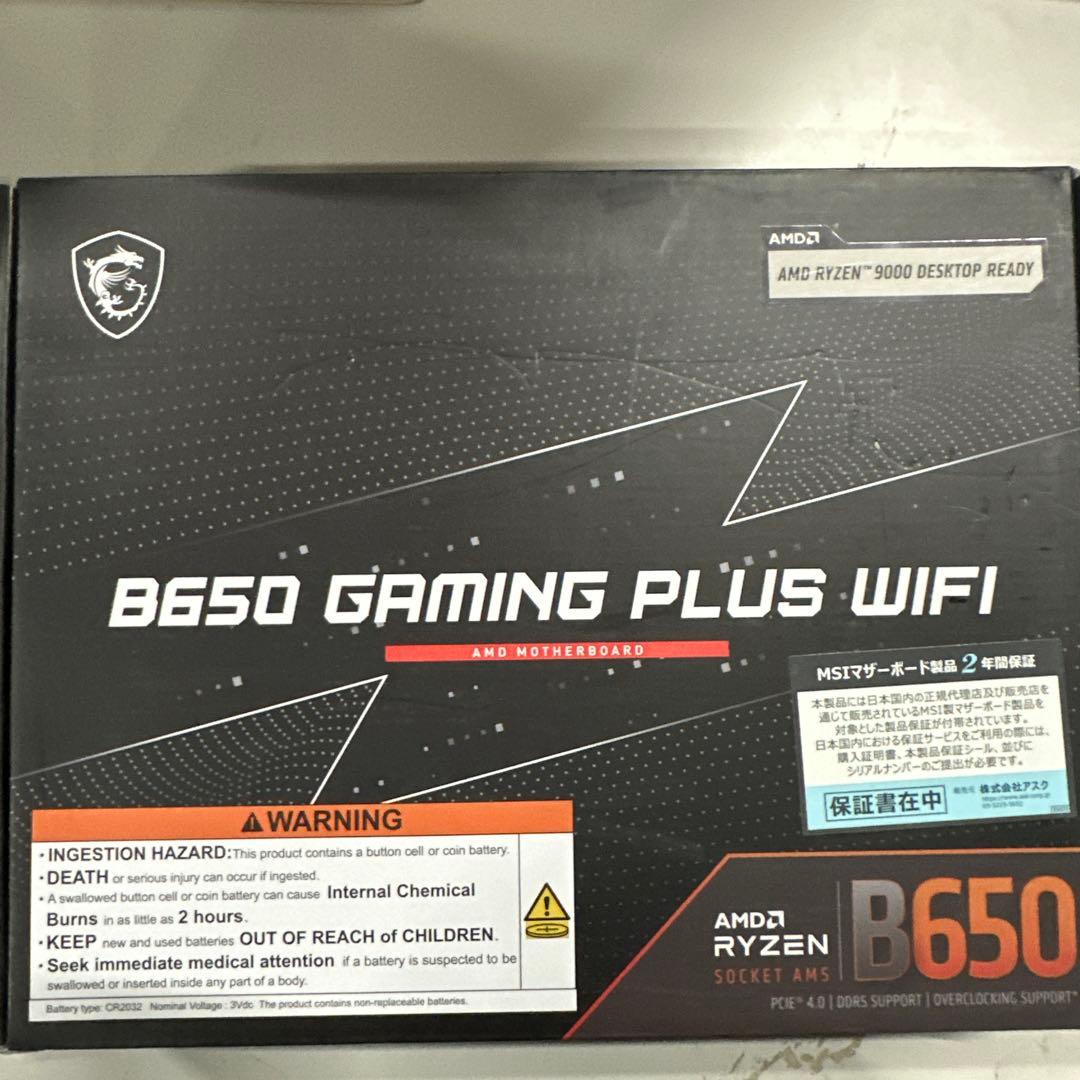 AMD
AMD RYZEN™ 9000 DESKTOP READY
B650 GAMING PLUS WIFI
AMD MOTHERBOARD
MSIマザーボード製品 2 年間保証
本製品には日本国内の正規代理店及び販売店を
通じて販売されているMSI製マザーボード製品を
対象とした製品保証が付帯されています。
日本国内における保証サービスをご利用の際には、
購入証明書、本製品保証シール、並びに
シリアルナンバーのご提出が必要です。
保証書在中
販売元 株式会社アスク
WARNING
・INGESTION HAZARD:This product contains a button cell or coin battery.
・DEATH or serious injury can occur if ingested.
・A swallowed button cell or coin battery can cause Internal Chemical
Burns in as little as 2 hours.
・KEEP new and used batteries OUT OF REACH of CHILDREN.
・Seek immediate medical attention if a battery is suspected to be
swallowed or inserted inside any part of a body.
Battery type: CR2032 Nominal Voltage : 3Vdc The product contains non-replaceable batteries.
AMD
RYZEN
SOCKET AM5
B650
PCIE® 4.0 | DDR5 SUPPORT | OVERCLOCKING SUPPORT*